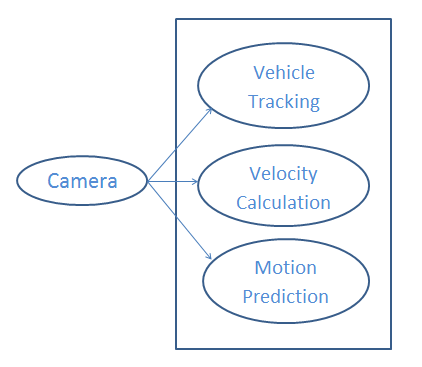 Vehicle
Tracking
Camera
Velocity
Calculation
Motion
Prediction